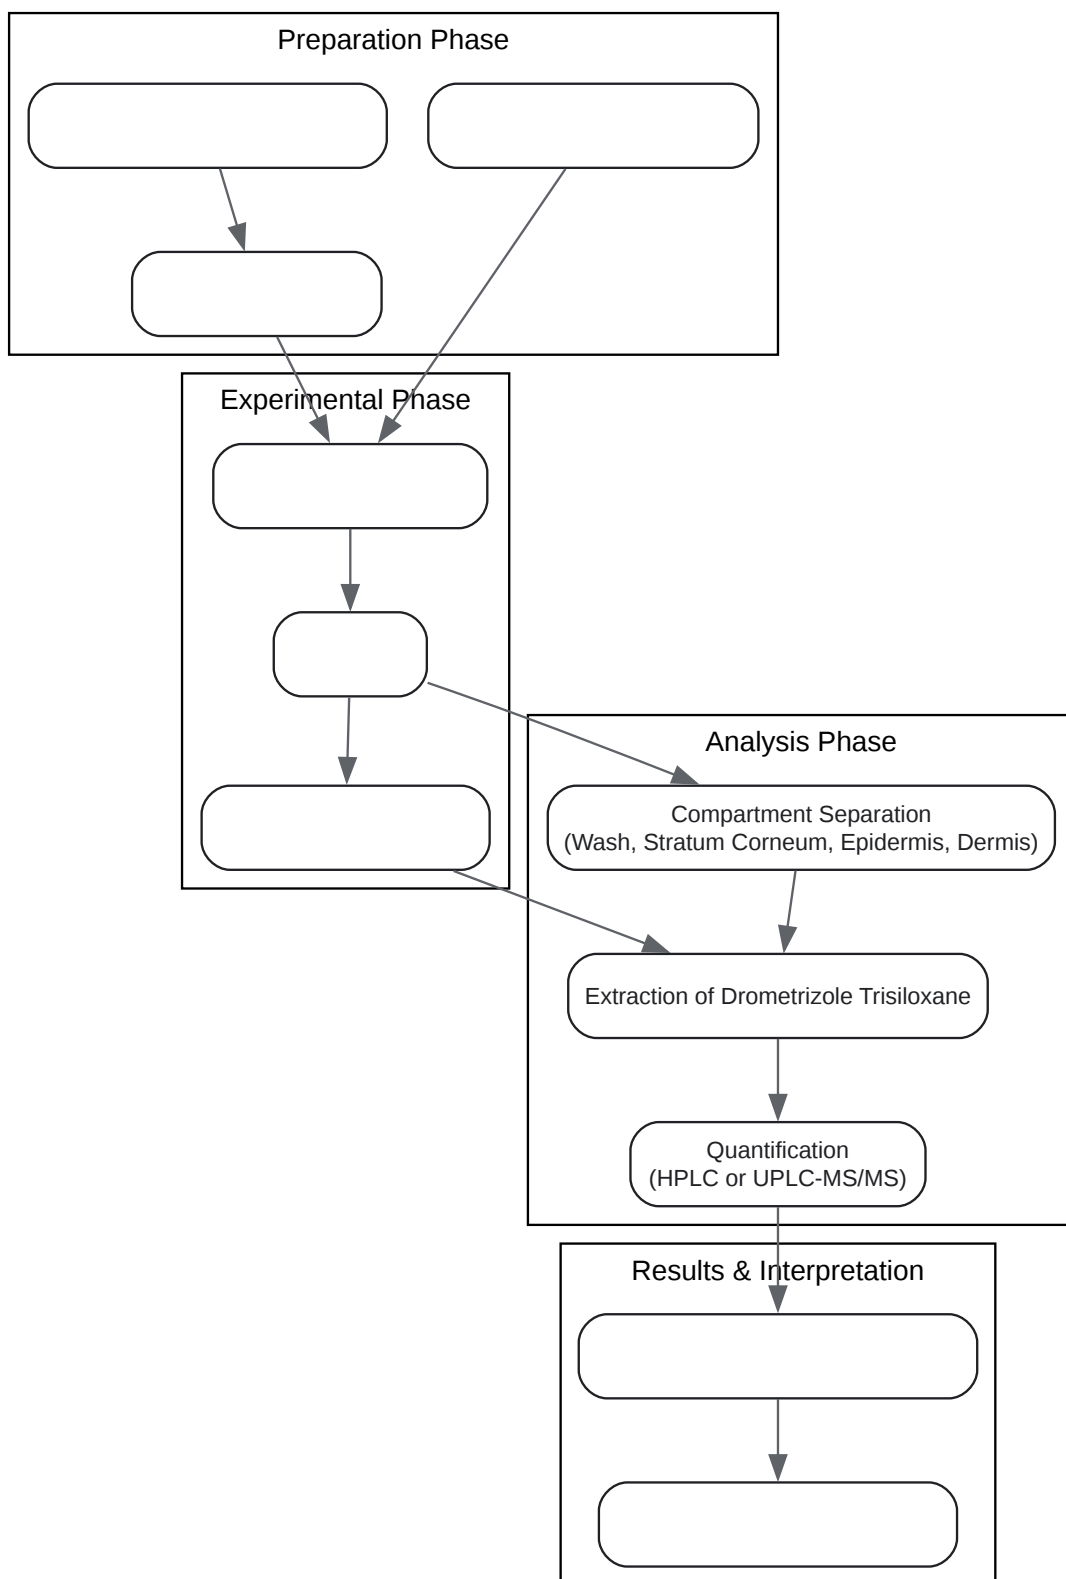 Preparation Phase
Experimental Phase
Analysis Phase
Compartment Separation
(Wash, Stratum Corneum, Epidermis, Dermis)
Extraction of Drometrizole Trisiloxane
Quantification
(HPLC or UPLC-MS/MS)
Results & Interpretation